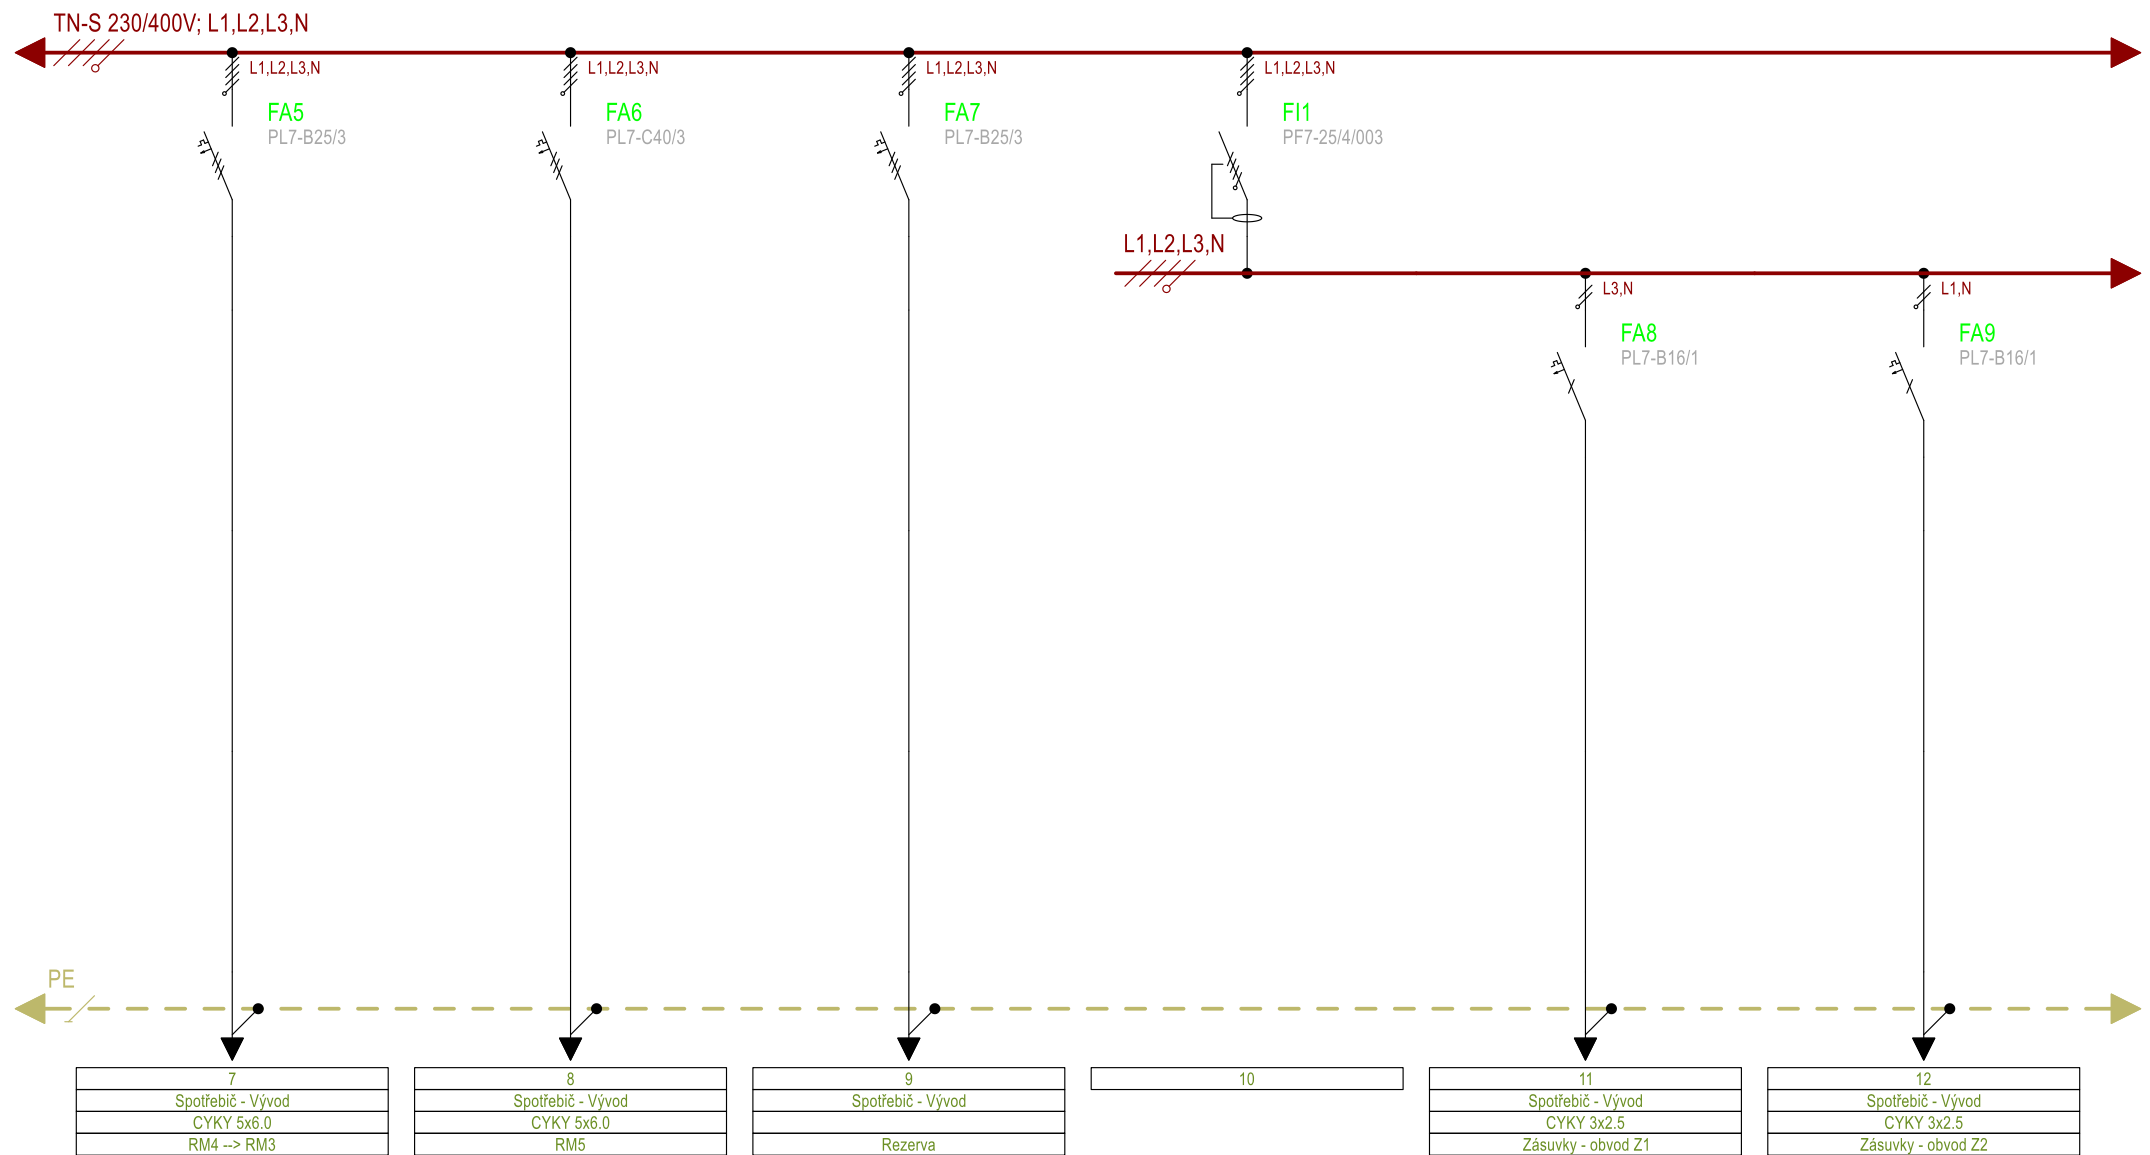 TN-S 230/400V; L1,L2,L3,N
L1,L2,L3,N
L1,L2,L3,N
L1,L2,L3,N
L1,L2,L3,N
FA5
PL7-B25/3
FA6
PL7-C40/3
FA7
PL7-B25/3
FI1
PF7-25/4/003
L1,L2,L3,N
L3,N
L1,N
FA8
PL7-B16/1
FA9
PL7-B16/1
PE
7
Spotřebič - Vývod
CYKY 5x6.0
RM4 --> RM3
8
Spotřebič - Vývod
CYKY 5x6.0
RM5
9
Spotřebič - Vývod
Rezerva
10
11
Spotřebič - Vývod
CYKY 3x2.5
Zásuvky - obvod Z1
12
Spotřebič - Vývod
CYKY 3x2.5
Zásuvky - obvod Z2